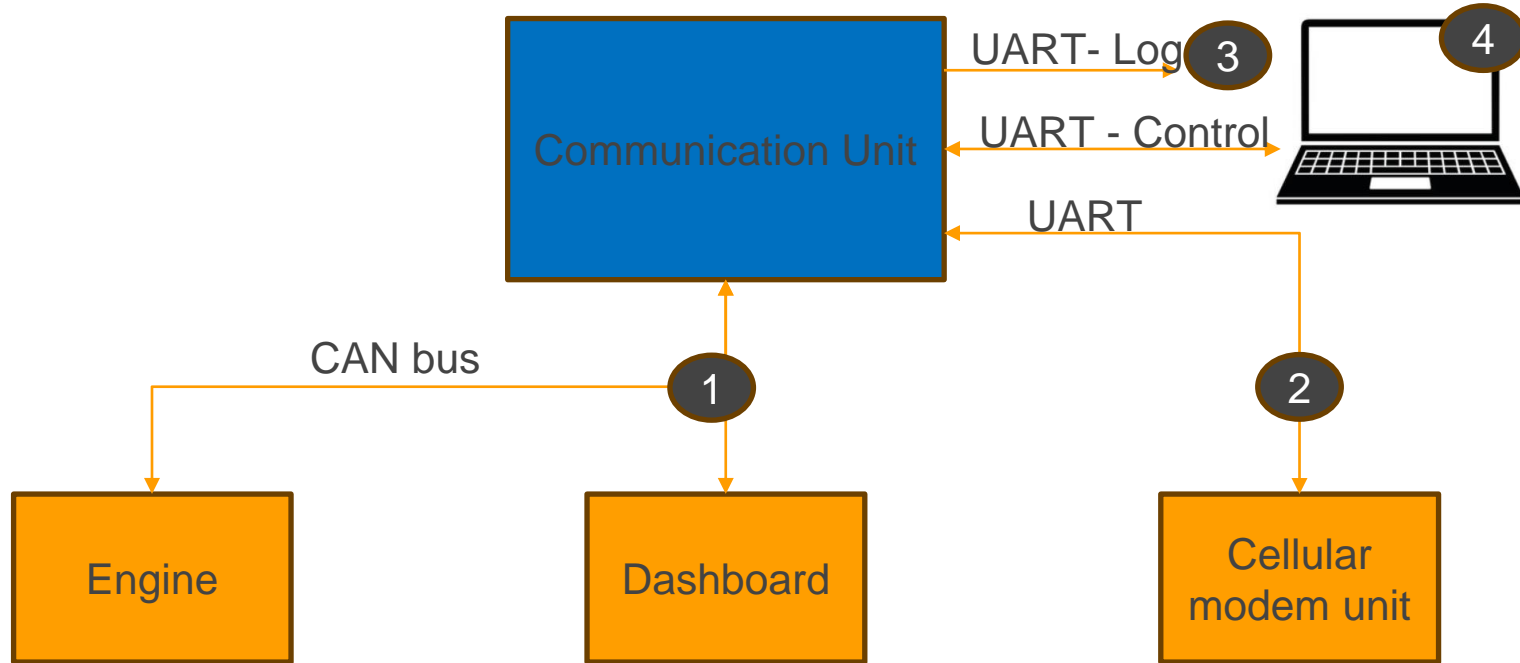 UART- Log
3
4
Communication Unit
UART - Control
UART
CAN bus
1
2
Engine
Dashboard
Cellular
modem unit